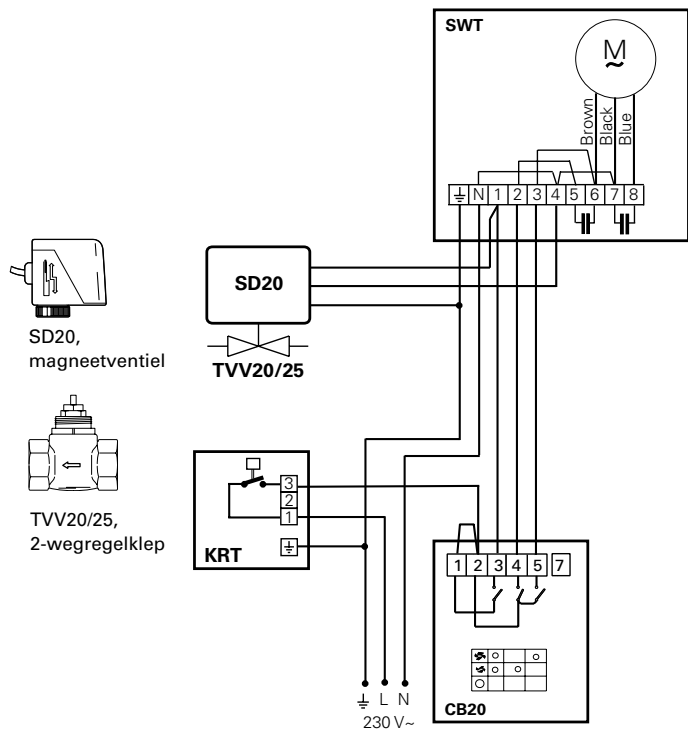 SWT
M
~
Brown
Black
Blue
⏚ N 1 2 3 4 5 6 7 8
SD20
TVV20/25
SD20,
magneetventiel
TVV20/25,
2-wegregelklep
KRT
3
2
1
⏚
1 2 3 4 5 7
CB20
⏚ L N
230 V~